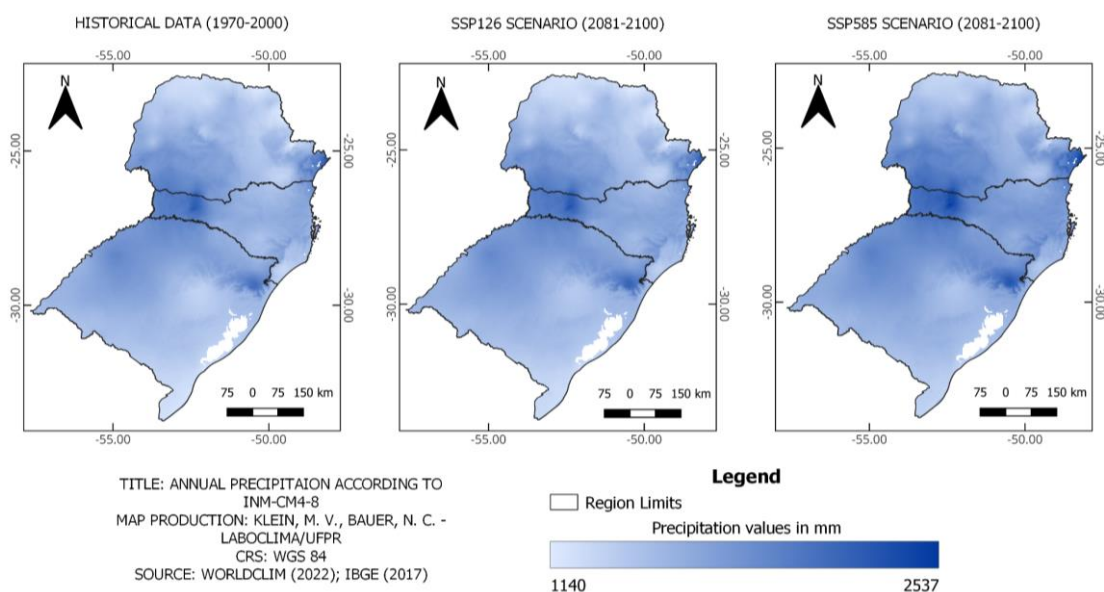 HISTORICAL DATA (1970-2000)
-55.00
-50.00
N
-25.00
-25.00
-30.00
-30.00
75 0 75 150 km
-55.00
-50.00
SSP126 SCENARIO (2081-2100)
-55.00
-50.00
N
-25.00
-25.00
-30.00
-30.00
75 0 75 150 km
-55.00
-50.00
SSP585 SCENARIO (2081-2100)
-55.00
-50.00
N
-25.00
-25.00
-30.00
-30.00
75 0 75 150 km
-55.00
-50.00
TITLE: ANNUAL PRECIPITAION ACCORDING TO
INM-CM4-8
MAP PRODUCTION: KLEIN, M. V., BAUER, N. C. -
LABOCLIMA/UFPR
CRS: WGS 84
SOURCE: WORLDCLIM (2022); IBGE (2017)
Legend
Region Limits
Precipitation values in mm
1140
2537